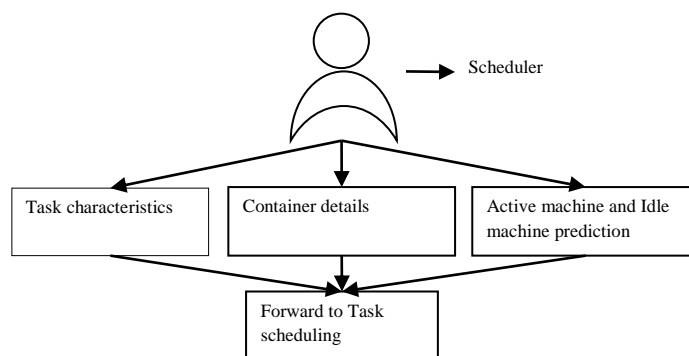 Scheduler
Task characteristics
Container details
Active machine and Idle
machine prediction
Forward to Task
scheduling